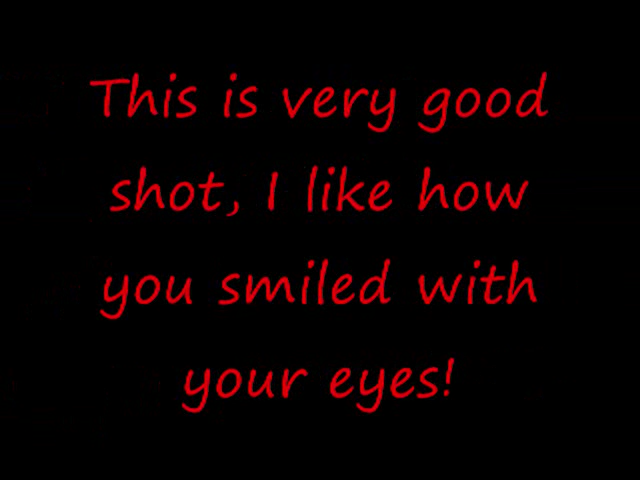 This is very good
shot, I like how
you smiled with
your eyes!